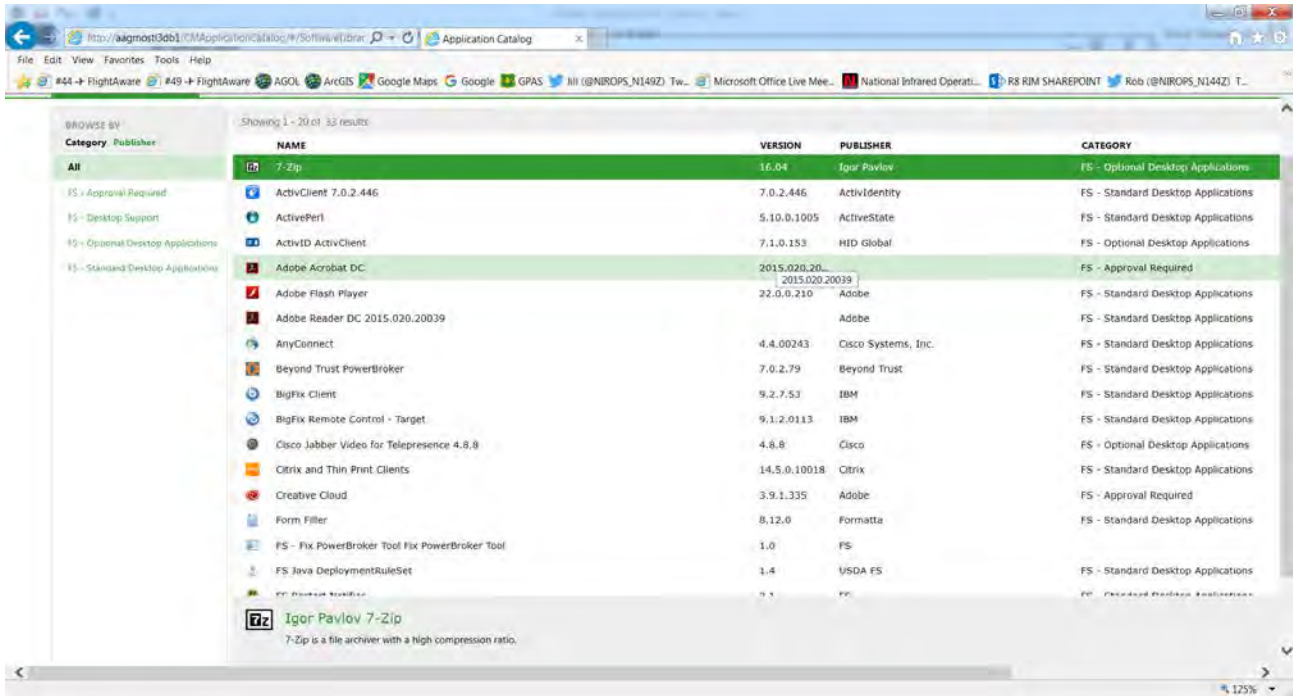 http://aagmost3db1/CMApplicationCatalog/#/SoftwareLibrar
Application Catalog
File Edit View Favorites Tools Help
#44 → FlightAware #49 → FlightAware AGOL ArcGIS Google Maps Google GPAS Jill (@NIROPS_N149Z) Tw... Microsoft Office Live Mee... National Infrared Operati... R8 RIM SHAREPOINT Rob (@NIROPS_N144Z) T...
BROWSE BY
Category Publisher
All
FS - Approval Required
FS - Desktop Support
FS - Optional Desktop Applications
FS - Standard Desktop Applications
Showing 1 - 20 of 33 results
NAME VERSION PUBLISHER CATEGORY
7-Zip 16.04 Igor Pavlov FS - Optional Desktop Applications
ActivClient 7.0.2.446 7.0.2.446 ActivIdentity FS - Standard Desktop Applications
ActivePerl 5.10.0.1005 ActiveState FS - Standard Desktop Applications
ActivID ActivClient 7.1.0.153 HID Global FS - Optional Desktop Applications
Adobe Acrobat DC 2015.020.20... FS - Approval Required
2015.020.20039
Adobe Flash Player 22.0.0.210 Adobe FS - Standard Desktop Applications
Adobe Reader DC 2015.020.20039 Adobe FS - Standard Desktop Applications
AnyConnect 4.4.00243 Cisco Systems, Inc. FS - Standard Desktop Applications
Beyond Trust PowerBroker 7.0.2.79 Beyond Trust FS - Standard Desktop Applications
BigFix Client 9.2.7.53 IBM FS - Standard Desktop Applications
BigFix Remote Control - Target 9.1.2.0113 IBM FS - Standard Desktop Applications
Cisco Jabber Video for Telepresence 4.8.8 4.8.8 Cisco FS - Optional Desktop Applications
Citrix and Thin Print Clients 14.5.0.10018 Citrix FS - Standard Desktop Applications
Creative Cloud 3.9.1.335 Adobe FS - Approval Required
Form Filler 8.12.0 Formatta FS - Standard Desktop Applications
FS - Fix PowerBroker Tool Fix PowerBroker Tool 1.0 FS
FS Java DeploymentRuleSet 1.4 USDA FS FS - Standard Desktop Applications
7z Igor Pavlov 7-Zip
7-Zip is a file archiver with a high compression ratio.
125%